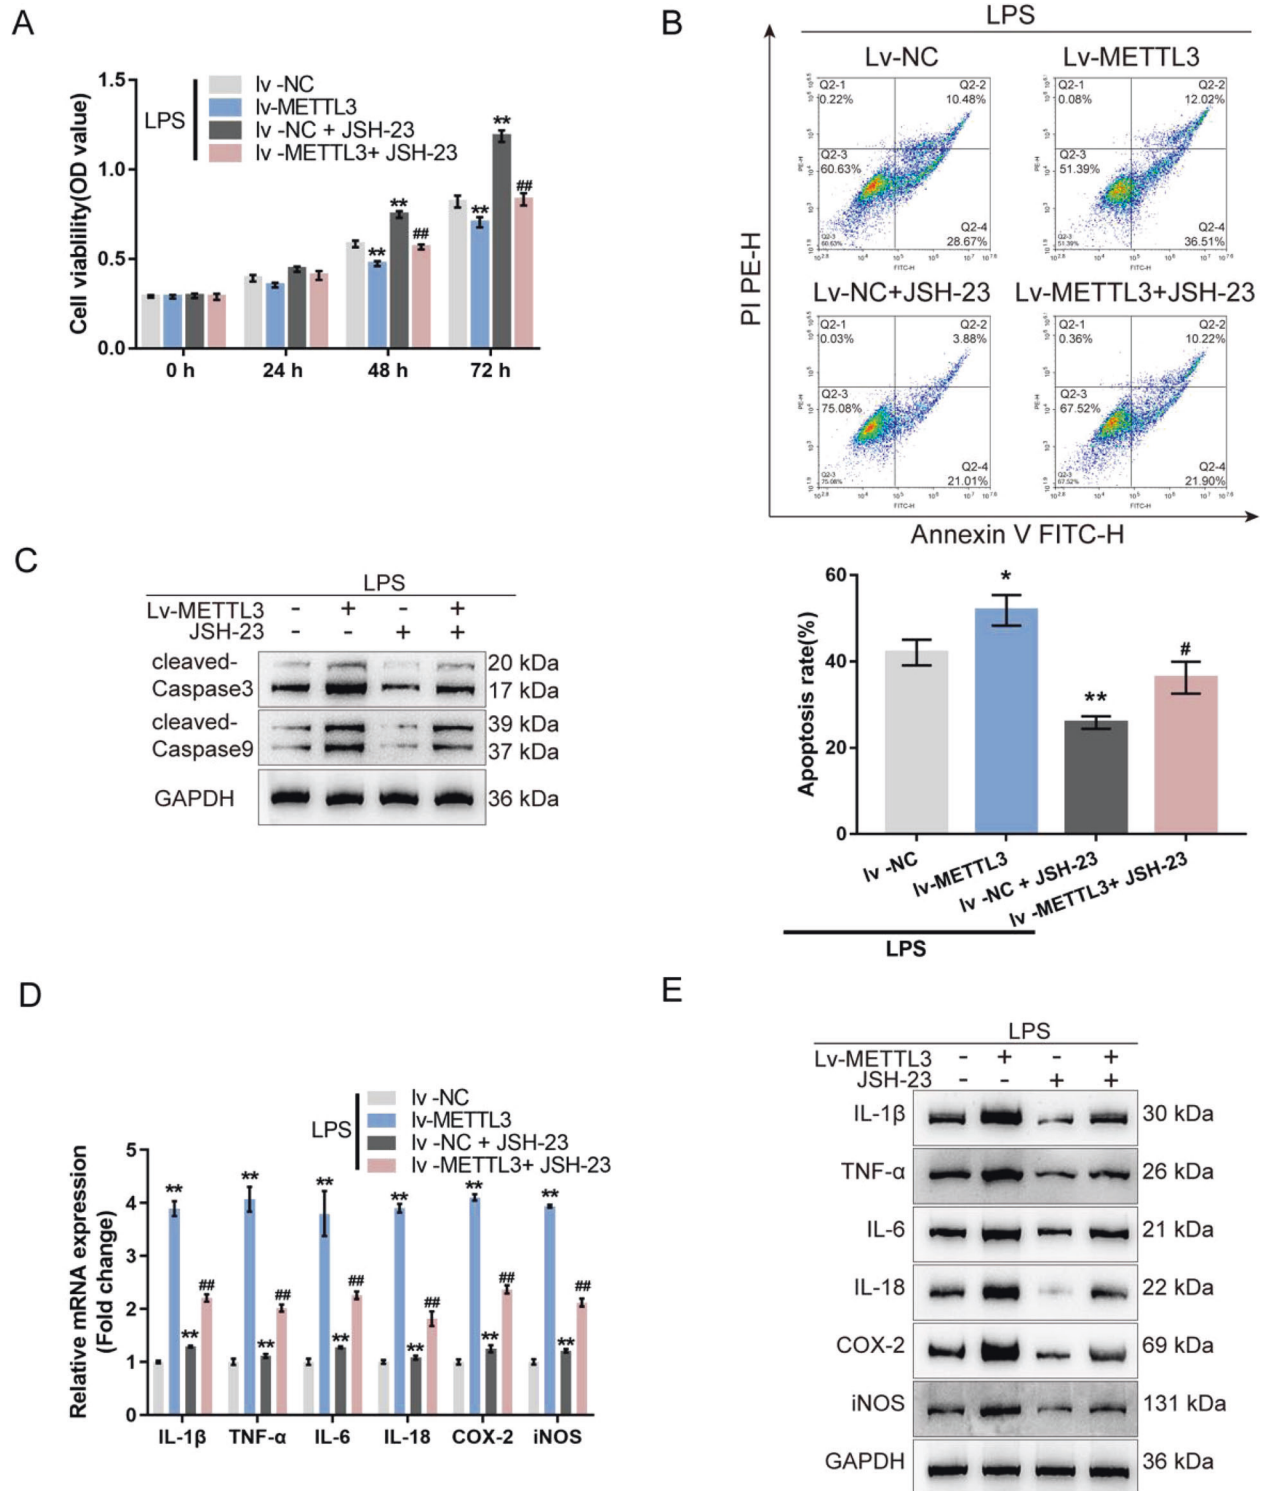 A
1.5
1.0
0.5
0.0
Cell viablility(OD value)
LPS
lv -NC
lv-METTL3
lv -NC + JSH-23
lv -METTL3+ JSH-23
** ** ## ** ** ##
0 h 24 h 48 h 72 h
B
LPS
Lv-NC Lv-METTL3
Q2-1 Q2-2 Q2-1 Q2-2
0.22% 10.48% 0.08% 12.02%
Q2-3 Q2-3
60.63% 51.39%
Q2-4 Q2-4
28.67% 36.51%
FITC-H FITC-H
Lv-NC+JSH-23 Lv-METTL3+JSH-23
Q2-1 Q2-2 Q2-1 Q2-2
0.03% 3.88% 0.36% 10.22%
Q2-3 Q2-3
75.08% 67.52%
Q2-4 Q2-4
21.01% 21.90%
FITC-H FITC-H
PI PE-H
Annexin V FITC-H
60
40
20
0
Apoptosis rate(%)
* ** #
lv -NC
lv-METTL3
lv -NC + JSH-23
lv -METTL3+ JSH-23
LPS
C
LPS
Lv-METTL3 - + - +
JSH-23 - - + +
cleaved- 20 kDa
Caspase3 17 kDa
cleaved- 39 kDa
Caspase9 37 kDa
GAPDH 36 kDa
D
LPS
lv -NC
lv-METTL3
lv -NC + JSH-23
lv -METTL3+ JSH-23
5
4
3
2
1
0
Relative mRNA expression
(Fold change)
** ** ** ** ** **
## ## ## ## ## ##
** ** ** ** ** **
IL-1β TNF-α IL-6 IL-18 COX-2 iNOS
E
LPS
Lv-METTL3 - + - +
JSH-23 - - + +
IL-1β 30 kDa
TNF-α 26 kDa
IL-6 21 kDa
IL-18 22 kDa
COX-2 69 kDa
iNOS 131 kDa
GAPDH 36 kDa